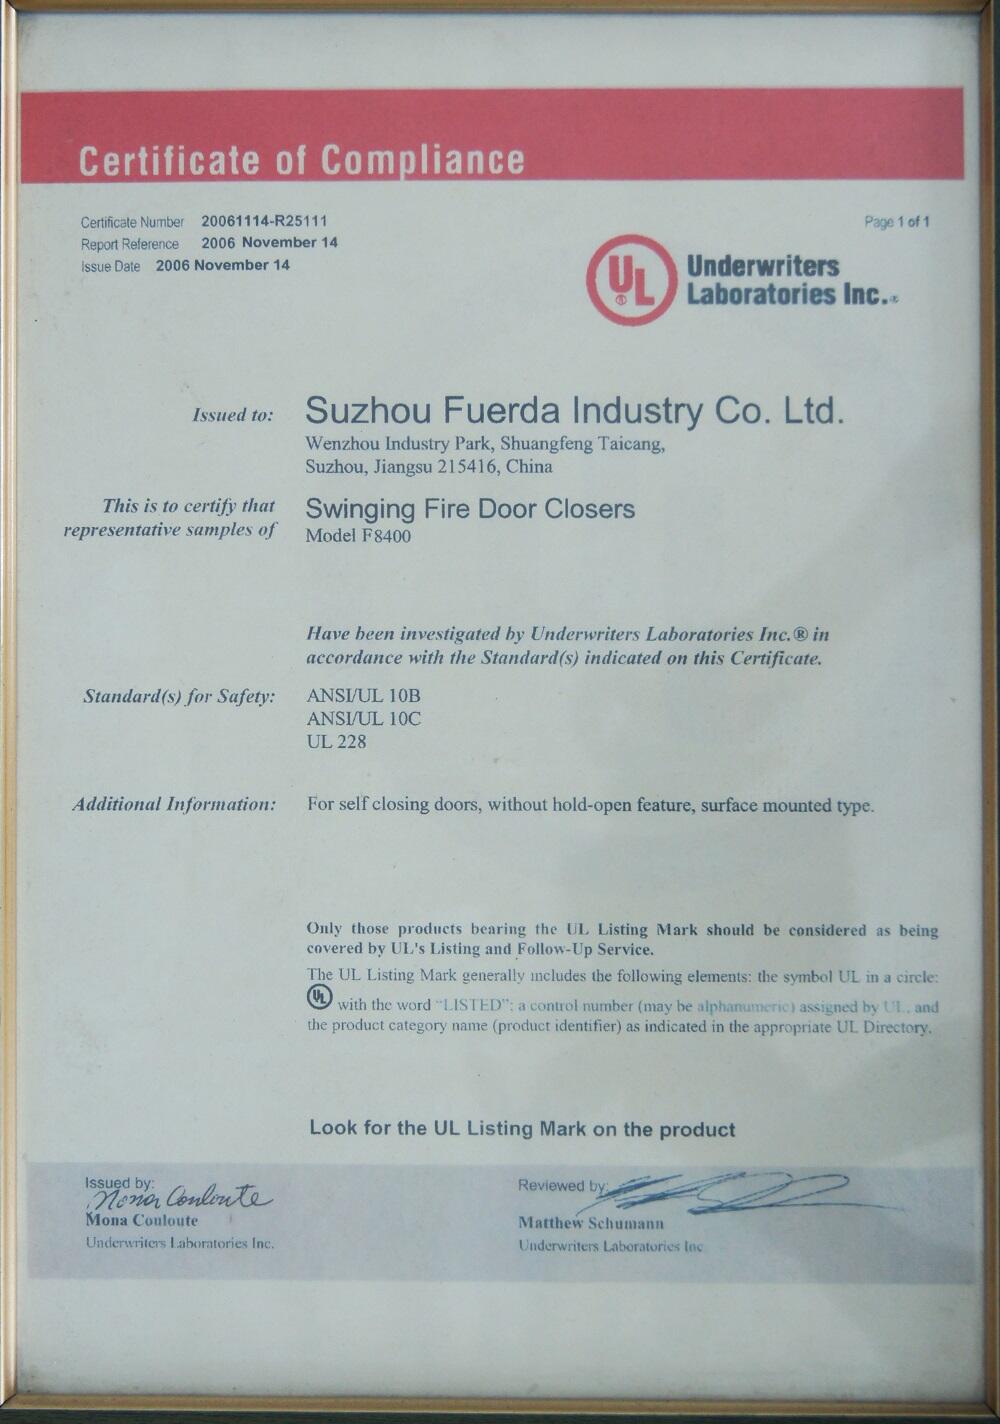 Certificate of Compliance
Certificate Number 20061114-R25111
Page 1 of 1
Report Reference 2006 November 14
Issue Date 2006 November 14
UL
®
Underwriters
Laboratories Inc.®
Issued to: Suzhou Fuerda Industry Co. Ltd.
Wenzhou Industry Park, Shuangfeng Taicang,
Suzhou, Jiangsu 215416, China
This is to certify that
representative samples of
Swinging Fire Door Closers
Model F8400
Have been investigated by Underwriters Laboratories Inc.® in
accordance with the Standard(s) indicated on this Certificate.
Standard(s) for Safety: ANSI/UL 10B
ANSI/UL 10C
UL 228
Additional Information: For self closing doors, without hold-open feature, surface mounted type.
Only those products bearing the UL Listing Mark should be considered as being
covered by UL's Listing and Follow-Up Service.
The UL Listing Mark generally includes the following elements: the symbol UL in a circle:
UL with the word "LISTED"; a control number (may be alphanumeric) assigned by UL, and
the product category name (product identifier) as indicated in the appropriate UL Directory.
Look for the UL Listing Mark on the product
Issued by:
Mona Couloute
Mona Couloute
Underwriters Laboratories Inc.
Reviewed by:
Matthew Schumann
Underwriters Laboratories Inc